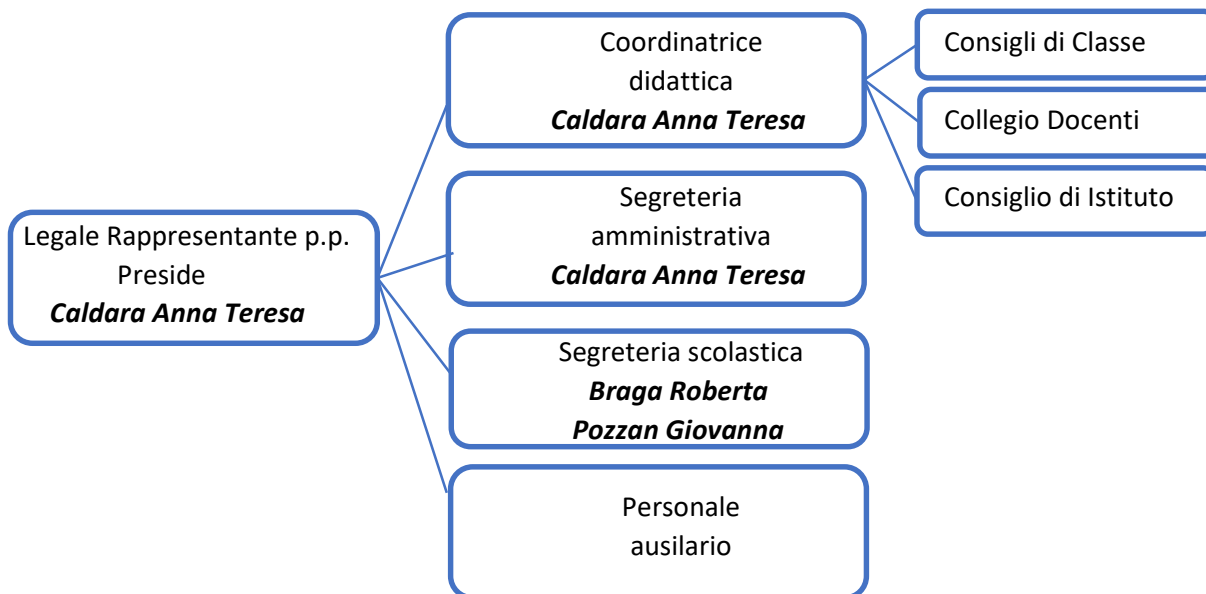 Legale Rappresentante p.p.
Preside
Caldara Anna Teresa
Coordinatrice
didattica
Caldara Anna Teresa
Segreteria
amministrativa
Caldara Anna Teresa
Segreteria scolastica
Braga Roberta
Pozzan Giovanna
Personale
ausilario
Consigli di Classe
Collegio Docenti
Consiglio di Istituto